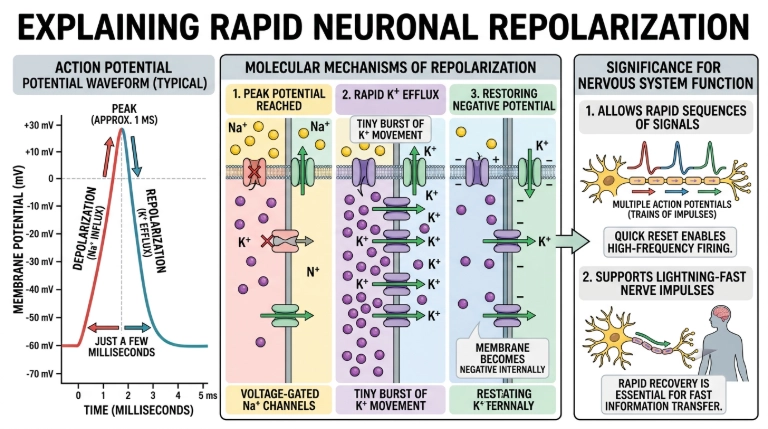 EXPLAINING RAPID NEURONAL REPOLARIZATION
ACTION POTENTIAL
POTENTIAL WAVEFORM (TYPICAL)
PEAK
(APPROX. 1 MS)
+30 mV
+10 mV
0
-10 mV
-20 mV
-30 mV
-40 mV
-50 mV
-60 mV
-70 mV
MEMBRANE POTENTIAL (mV)
DEPOLARIZATION
(Na⁺ INFLUX)
REPOLARIZATION
(K⁺ EFFLUX)
JUST A FEW
MILLISECONDS
0 1 2 3 4 5 ms
TIME (MILLISECONDS)
MOLECULAR MECHANISMS OF REPOLARIZATION
1. PEAK POTENTIAL
REACHED
Na⁺
Na⁺
K⁺
N⁺
VOLTAGE-GATED
Na⁺ CHANNELS
2. RAPID K⁺ EFFLUX
TINY BURST OF
K⁺ MOVEMENT
K⁺
K⁺
K⁺
K⁺
K⁺
K⁺
K⁺
K⁺
TINY BURST OF
K⁺ MOVEMENT
3. RESTORING
NEGATIVE POTENTIAL
K⁺
- + - -
K⁺
MEMBRANE
BECOMES
NEGATIVE INTERNALLY
RESTATING
K⁺TERNALY
SIGNIFICANCE FOR
NERVOUS SYSTEM
FUNCTION
1. ALLOWS RAPID SEQUENCES
OF SIGNALS
MULTIPLE ACTION POTENTIALS
(TRAINS OF IMPULSES)
QUICK RESET ENABLES
HIGH-FREQUENCY FIRING.
2. SUPPORTS LIGHTNING-FAST
NERVE IMPULSES
RAPID RECOVERY IS
ESSENTIAL FOR FAST
INFORMATION TRANSFER.